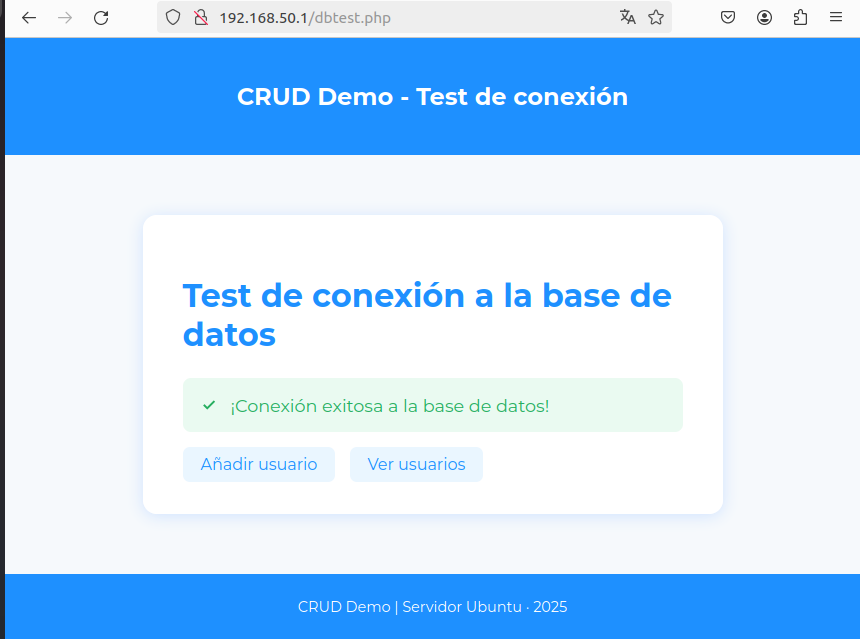 192.168.50.1/dbtest.php
CRUD Demo - Test de conexión
Test de conexión a la base de
datos
¡Conexión exitosa a la base de datos!
Añadir usuario Ver usuarios
CRUD Demo | Servidor Ubuntu · 2025